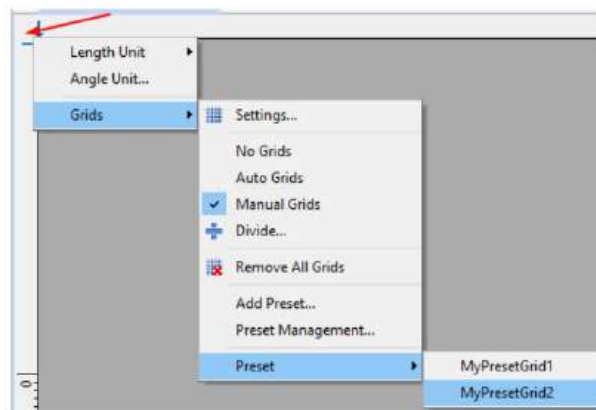 Length Unit
Angle Unit...
Grids
Settings...
No Grids
Auto Grids
Manual Grids
Divide...
Remove All Grids
Add Preset...
Preset Management...
Preset
MyPresetGrid1
MyPresetGrid2
0